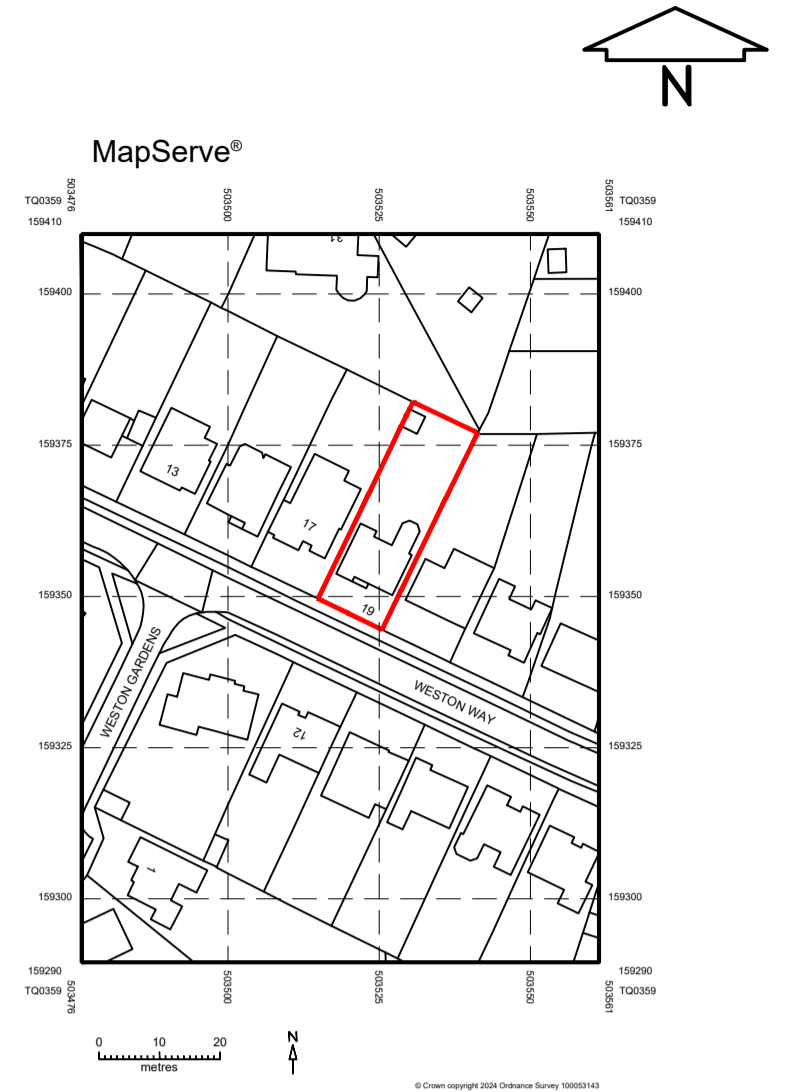 N
MapServe®
TQ0359
159410
503476
503500
503525
503550
503561
TQ0359
159410
31
159400
159400
159375
159375
13
17
159350
159350
19
WESTON GARDENS
WESTON WAY
12
159325
159325
1
159300
159300
159290
TQ0359
503476
503500
503525
503550
503561
159290
TQ0359
0 10 20
metres
N
© Crown copyright 2024 Ordnance Survey 100053143